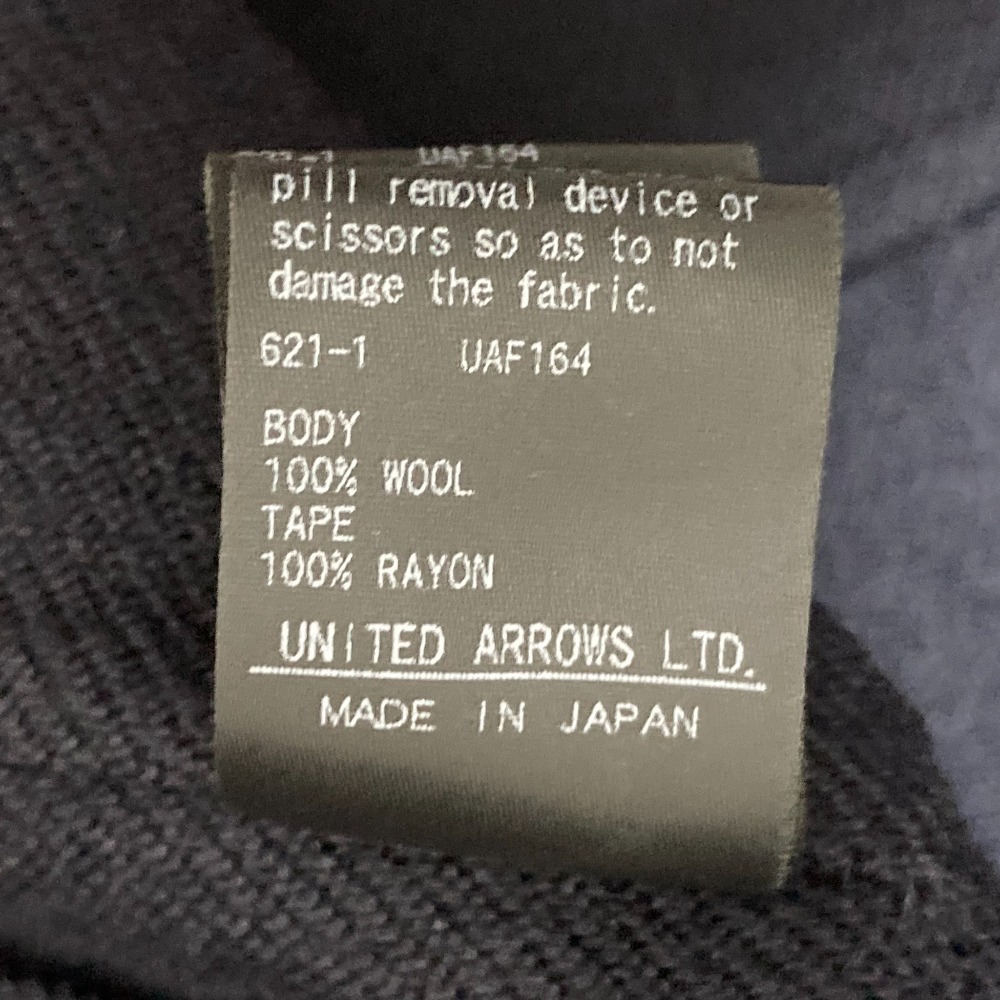 UAF164
pill removal device or
scissors so as to not
damage the fabric.
621-1 UAF164
BODY
100% WOOL
TAPE
100% RAYON
UNITED ARROWS LTD.
MADE IN JAPAN